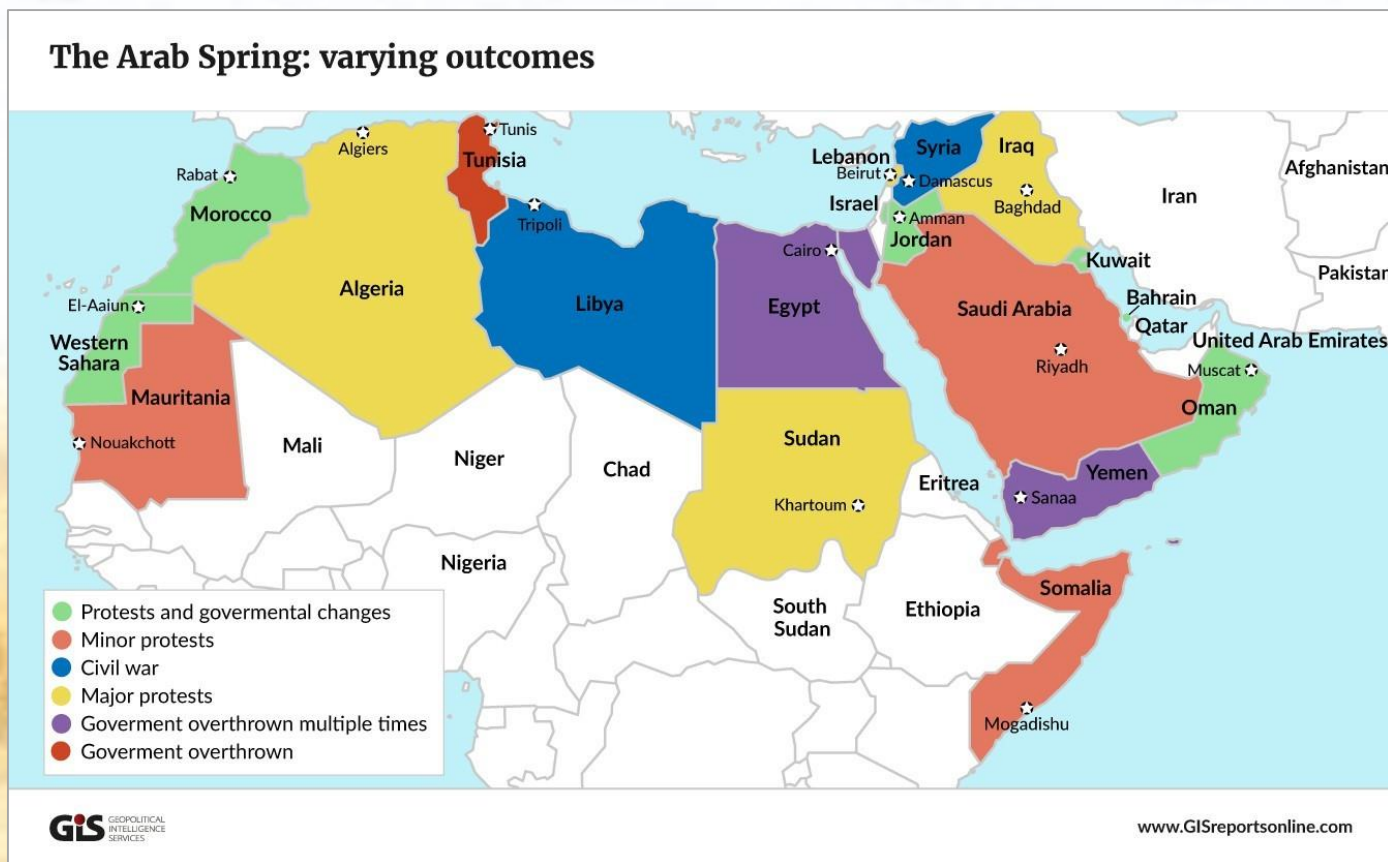 The Arab Spring: varying outcomes
Tunis
Algiers
Tunisia
Rabat
Morocco
Tripoli
Lebanon
Beirut
Syria
Damascus
Iraq
Baghdad
Israel
Amman
Jordan
Iran
Afghanistan
Pakistan
Kuwait
Cairo
El-Aaiun
Western
Sahara
Algeria
Libya
Egypt
Saudi Arabia
Riyadh
Bahrain
Qatar
United Arab Emirates
Muscat
Oman
Mauritania
Nouakchott
Mali
Niger
Chad
Sudan
Khartoum
Eritrea
Yemen
Sanaa
Nigeria
South
Sudan
Ethiopia
Somalia
Mogadishu
Protests and govermental changes
Minor protests
Civil war
Major protests
Goverment overthrown multiple times
Goverment overthrown
GIS
GEOPOLITICAL
INTELLIGENCE
SERVICES
www.GISreportsonline.com